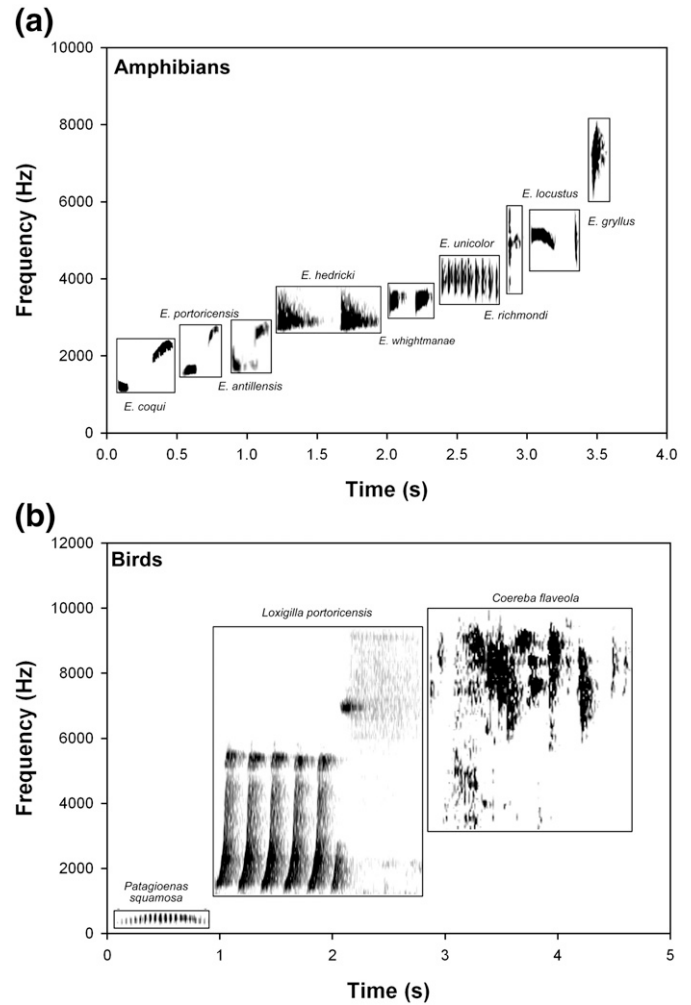 (a)
10000
Amphibians
8000
E. locustus
6000
E. gryllus
E. unicolor
E. hedricki
4000
E. portoricensis
E. richmondi
E. whightmanae
2000
E. antillensis
E. coqui
0
Frequency (Hz)
0.0 0.5 1.0 1.5 2.0 2.5 3.0 3.5 4.0
Time (s)
(b)
12000
Birds
10000
Coereba flaveola
Loxigilla portoricensis
8000
6000
4000
2000
Patagioenas
squamosa
0
Frequency (Hz)
0 1 2 3 4 5
Time (s)